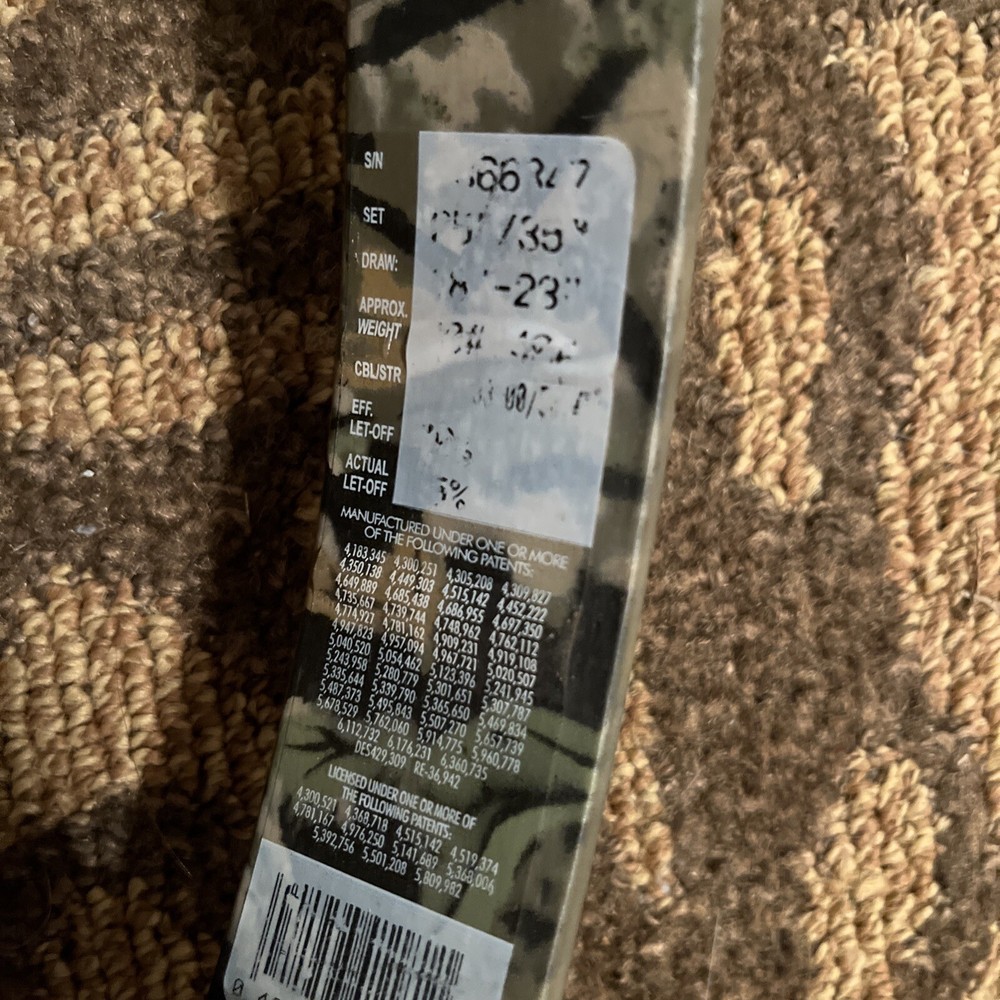 S/N
SET
DRAW: -23"
APPROX.
WEIGHT
CBL/STR
EFF.
LET-OFF
ACTUAL
LET-OFF %
MANUFACTURED UNDER ONE OR MORE
OF THE FOLLOWING PATENTS:
4,183,345 4,300,251 4,305,208 4,309,827
4,350,138 4,449,303 4,515,142 4,452,222
4,649,889 4,685,438 4,686,955 4,697,350
4,735,667 4,739,744 4,748,962 4,762,112
4,774,927 4,781,162 4,909,231 4,919,108
4,947,823 4,957,094 4,967,721 5,020,507
5,040,520 5,054,462 5,123,396 5,241,945
5,243,958 5,280,779 5,301,651 5,307,787
5,335,644 5,339,790 5,365,650 5,469,834
5,487,373 5,495,843 5,507,270 5,657,739
5,678,529 5,762,060 5,914,775 5,960,778
6,112,732 6,176,231 6,360,735
DES429,309 RE-36,942
LICENSED UNDER ONE OR MORE OF
THE FOLLOWING PATENTS:
4,300,521 4,368,718 4,515,142 4,519,374
4,781,167 4,976,250 5,141,689 5,368,006
5,392,756 5,501,208 5,809,982